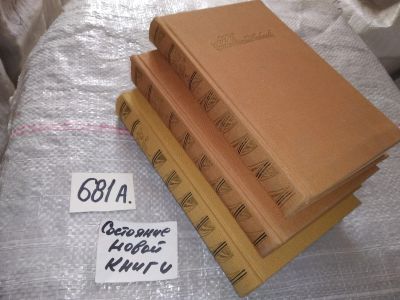 681А.
Состояние
новой
книги